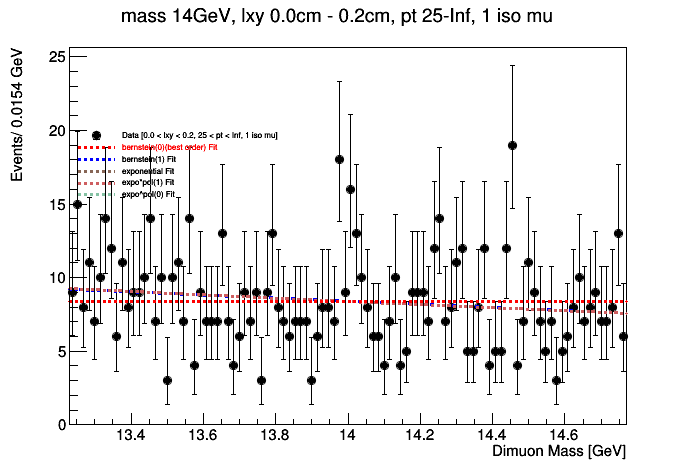 mass 14GeV, lxy 0.0cm - 0.2cm, pt 25-Inf, 1 iso mu
Events/ 0.0154 GeV
25
20
15
10
5
0
Data [0.0 < lxy < 0.2, 25 < pt < Inf, 1 iso mu]
bernstein(0)(best order) Fit
bernstein(1) Fit
exponential Fit
expo*pol(1) Fit
expo*pol(0) Fit
13.4 13.6 13.8 14 14.2 14.4 14.6
Dimuon Mass [GeV]